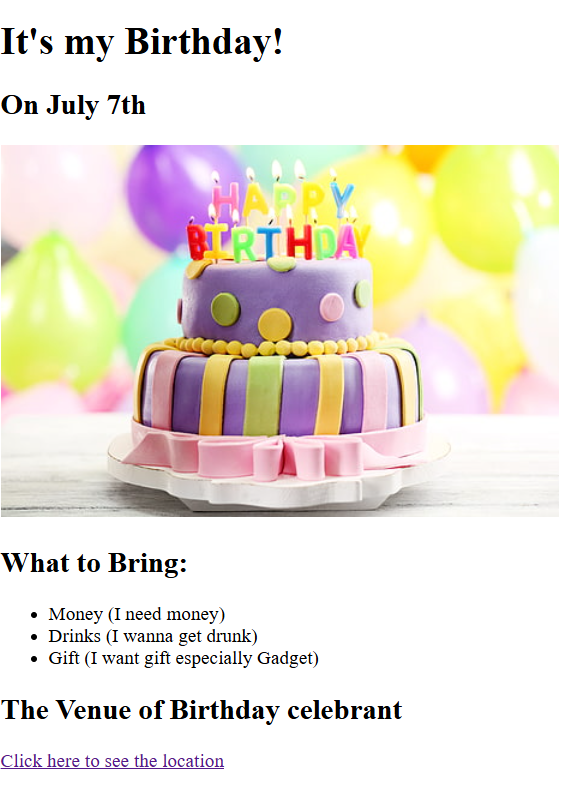 It's my Birthday!
On July 7th
HAPPY
BIRTHDAY
What to Bring:
Money (I need money)
Drinks (I wanna get drunk)
Gift (I want gift especially Gadget)
The Venue of Birthday celebrant
Click here to see the location